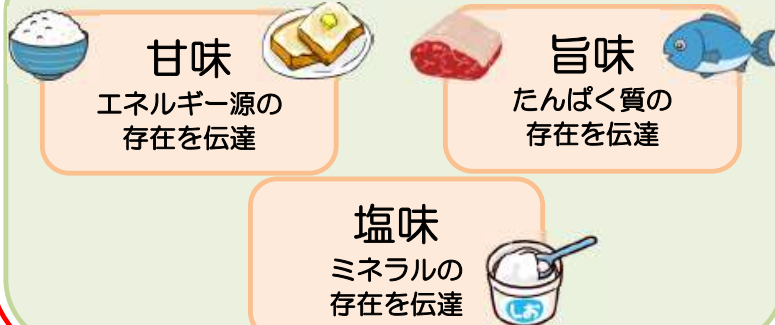 甘味
エネルギー源の
存在を伝達
旨味
たんぱく質の
存在を伝達
塩味
ミネラルの
存在を伝達
しお